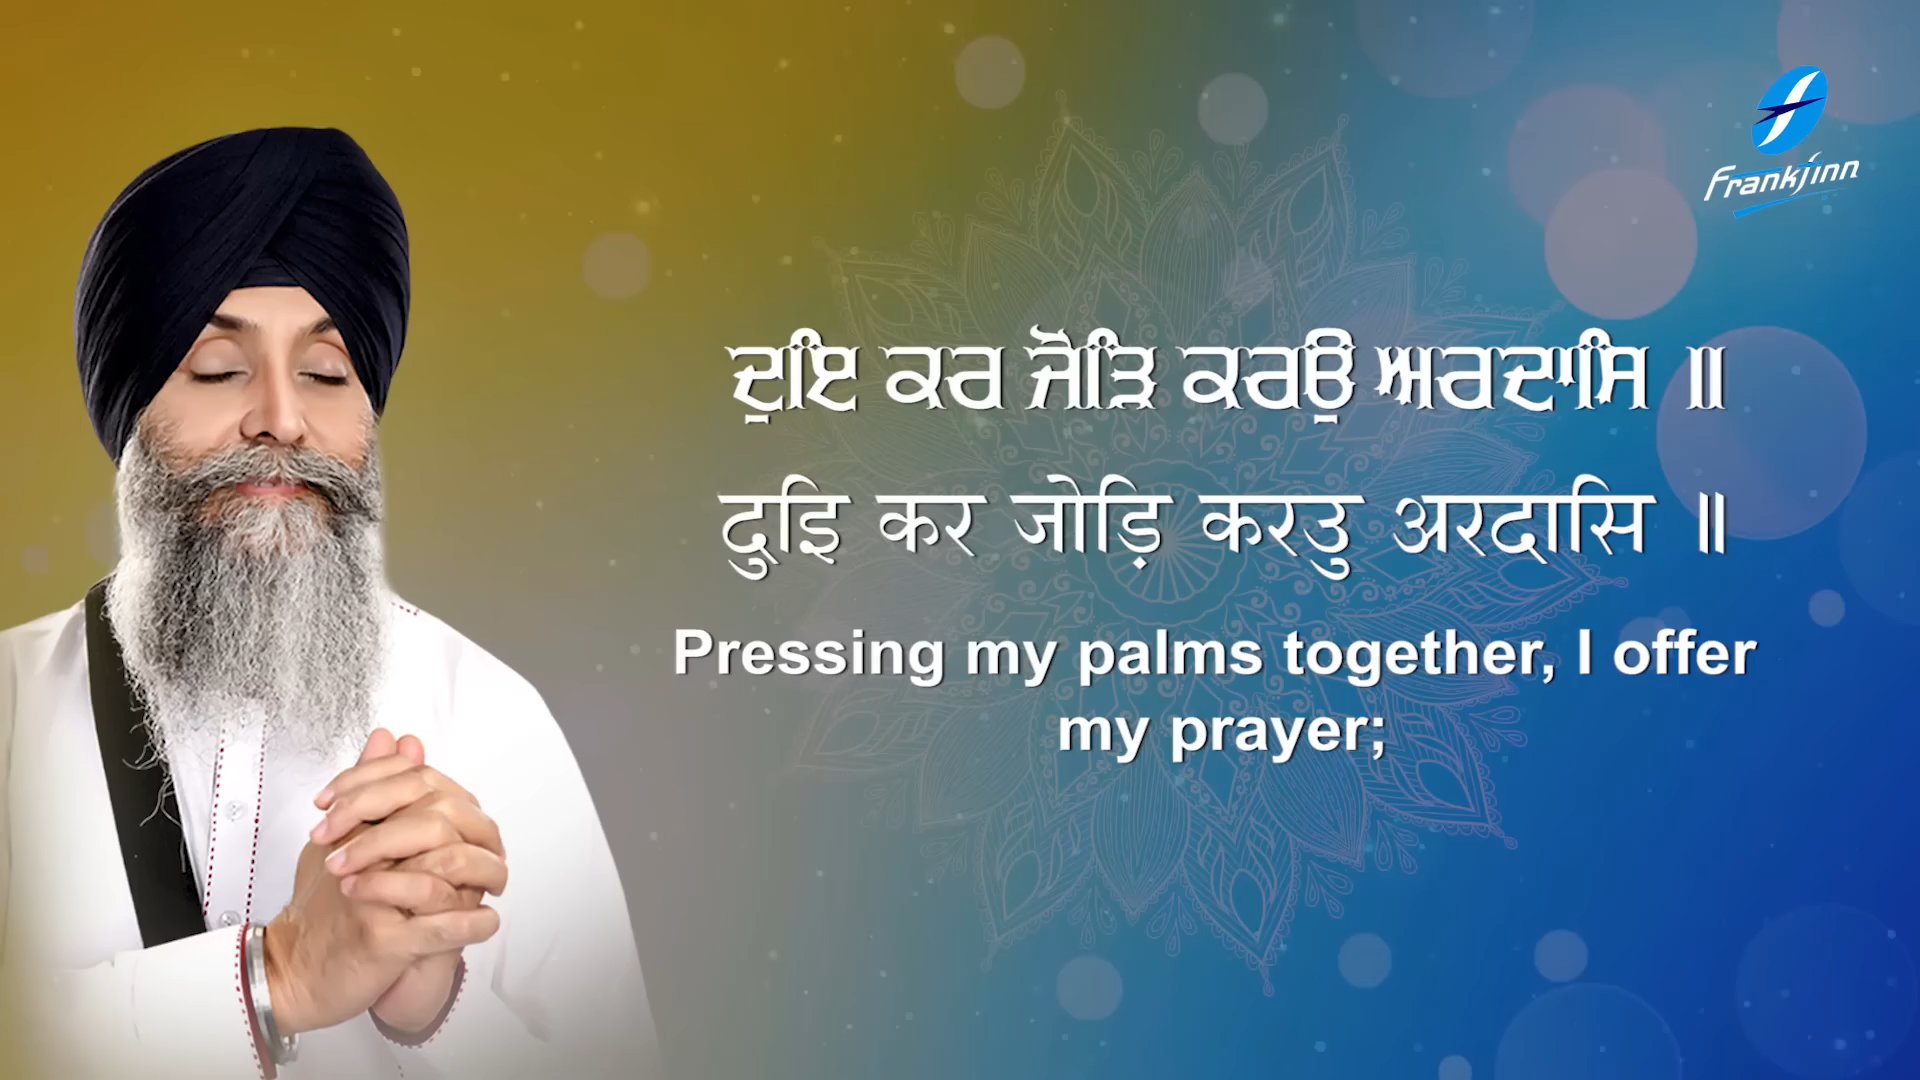 Frankfinn
ਦੁਇ ਕਰ ਜੋੜਿ ਕਰਉ ਅਰਦਾਸਿ ॥
दुइ कर जोड़ि करउ अरदासि ॥
Pressing my palms together, I offer
my prayer;